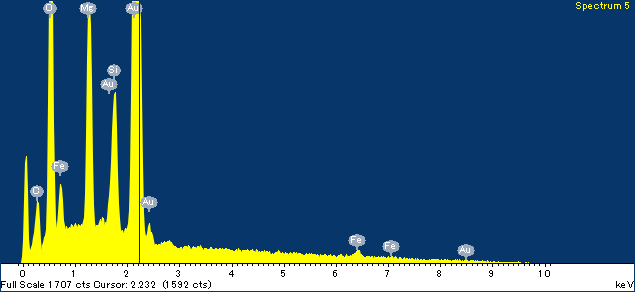 Spectrum 5
O Mg Au
Si
Au
Fe
C
Au
Fe Fe Au
0 1 2 3 4 5 6 7 8 9 10
Full Scale 1707 cts Cursor: 2.232 (1592 cts) keV